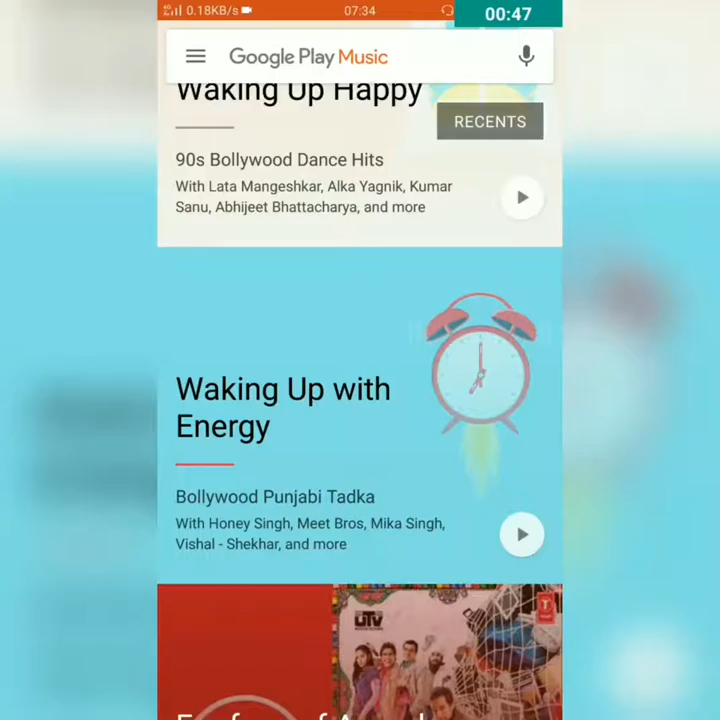 0.18KB/s
07:34
00:47
Google Play Music
Waking Up Happy
RECENTS
90s Bollywood Dance Hits
With Lata Mangeshkar, Alka Yagnik, Kumar
Sanu, Abhijeet Bhattacharya, and more
Waking Up with
Energy
Bollywood Punjabi Tadka
With Honey Singh, Meet Bros, Mika Singh,
Vishal - Shekhar, and more
UTV
T